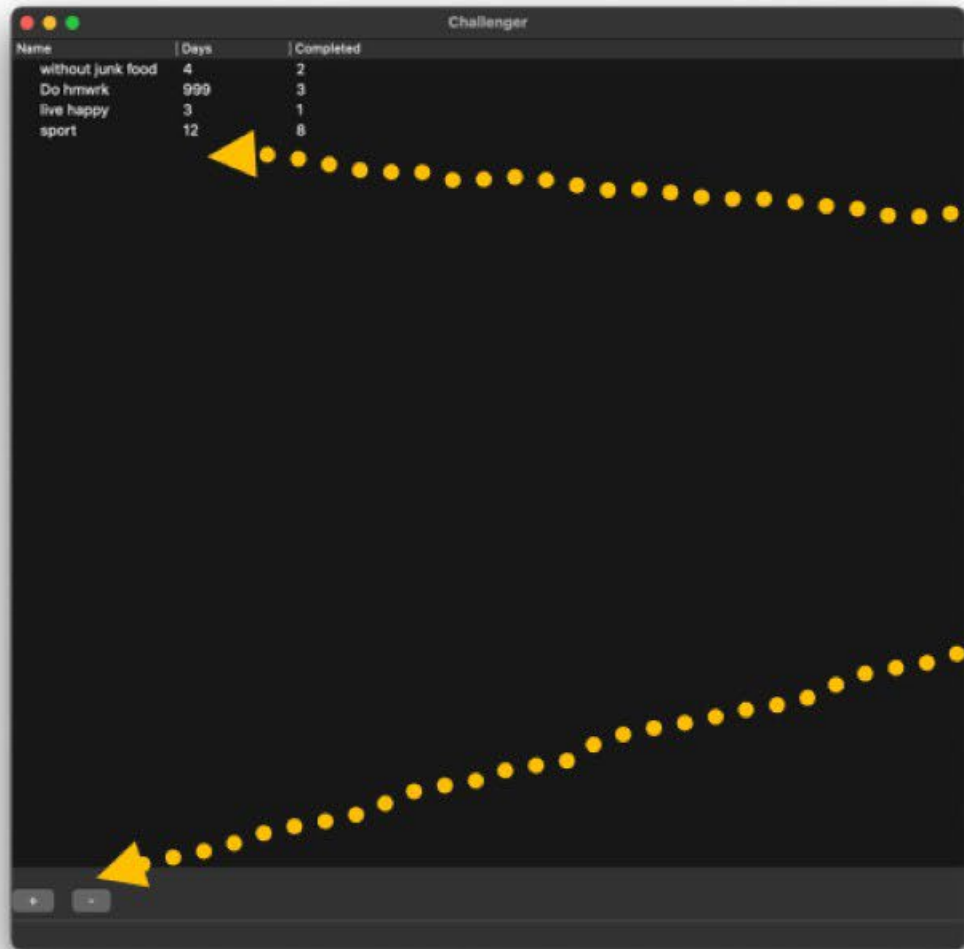 Challenger
Name Days Completed
without junk food 4 2
Do hmwrk 999 3
live happy 3 1
sport 12 8
+ -